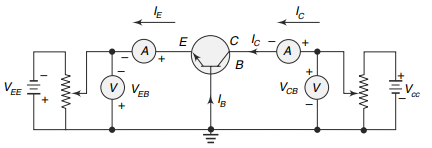 I_E I_C
A E C I_C − A +
− + B
− V_EE + − V V_EB + I_B V_CB + V − + V_cc −